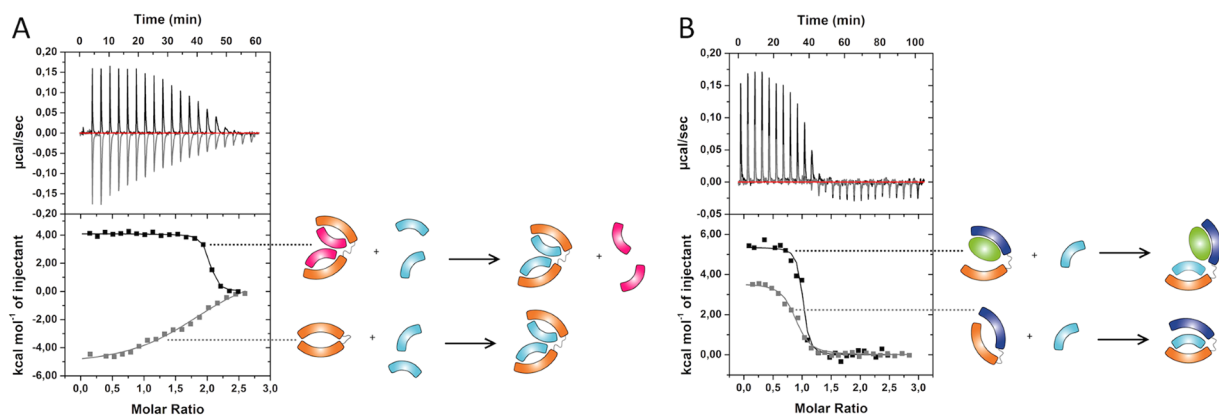 A
Time (min)
0 10 20 30 40 50 60
0,20
0,15
0,10
0,05
0,00
-0,05
-0,10
-0,15
-0,20
µcal/sec
4,00
2,00
0,00
-2,00
-4,00
-6,00
kcal mol-1 of injectant
0,0 0,5 1,0 1,5 2,0 2,5 3,0
Molar Ratio
+
+
+
B
Time (min)
0 20 40 60 80 100
0,20
0,15
0,10
0,05
0,00
-0,05
µcal/sec
6,00
4,00
2,00
0,00
kcal mol-1 of injectant
0,0 0,5 1,0 1,5 2,0 2,5 3,0
Molar Ratio
+
+